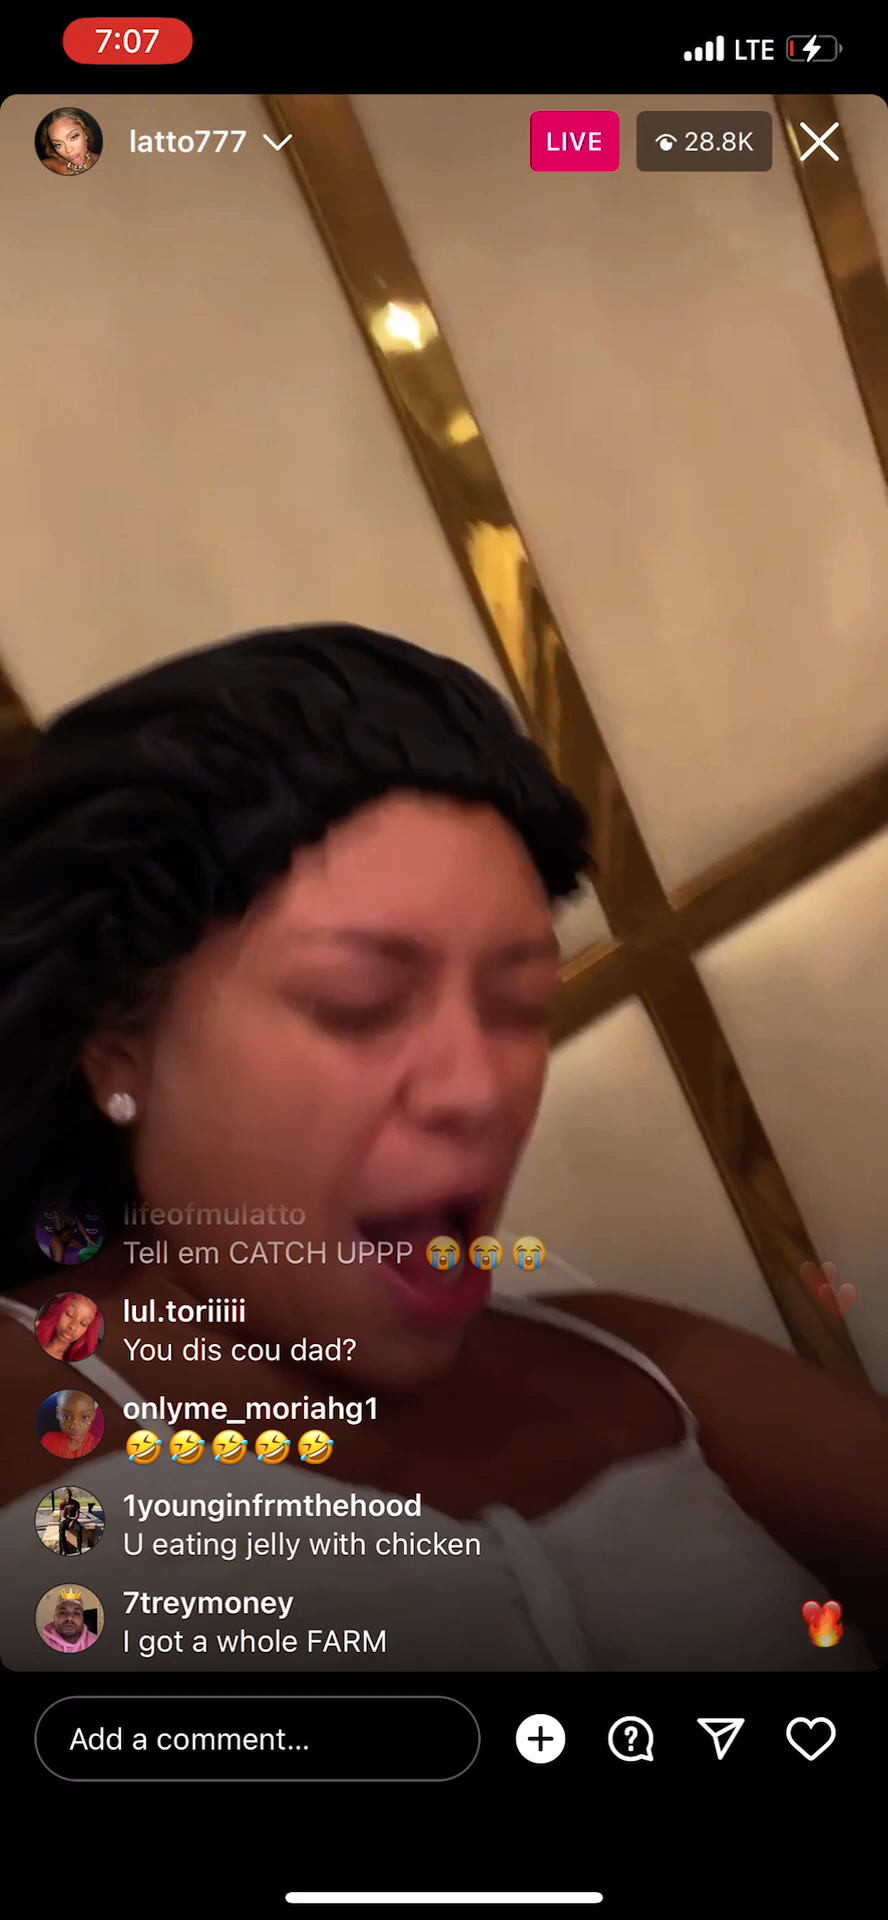 7:07
LTE
latto777
LIVE
28.8K
lifeofmulatto
Tell em CATCH UPPP 😭😭😭
lul.toriiiii
You dis cou dad?
onlyme_moriahg1
🤣🤣🤣🤣🤣
1younginfrmthehood
U eating jelly with chicken
7treymoney
I got a whole FARM
Add a comment...